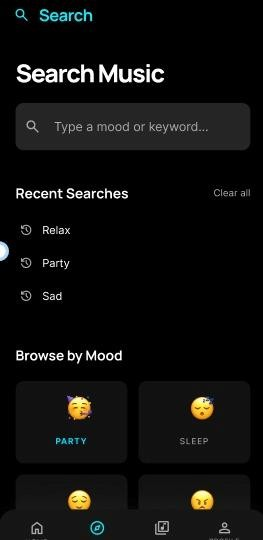 Search
Search Music
Type a mood or keyword...
Recent Searches
Clear all
Relax
Party
Sad
Browse by Mood
PARTY
SLEEP